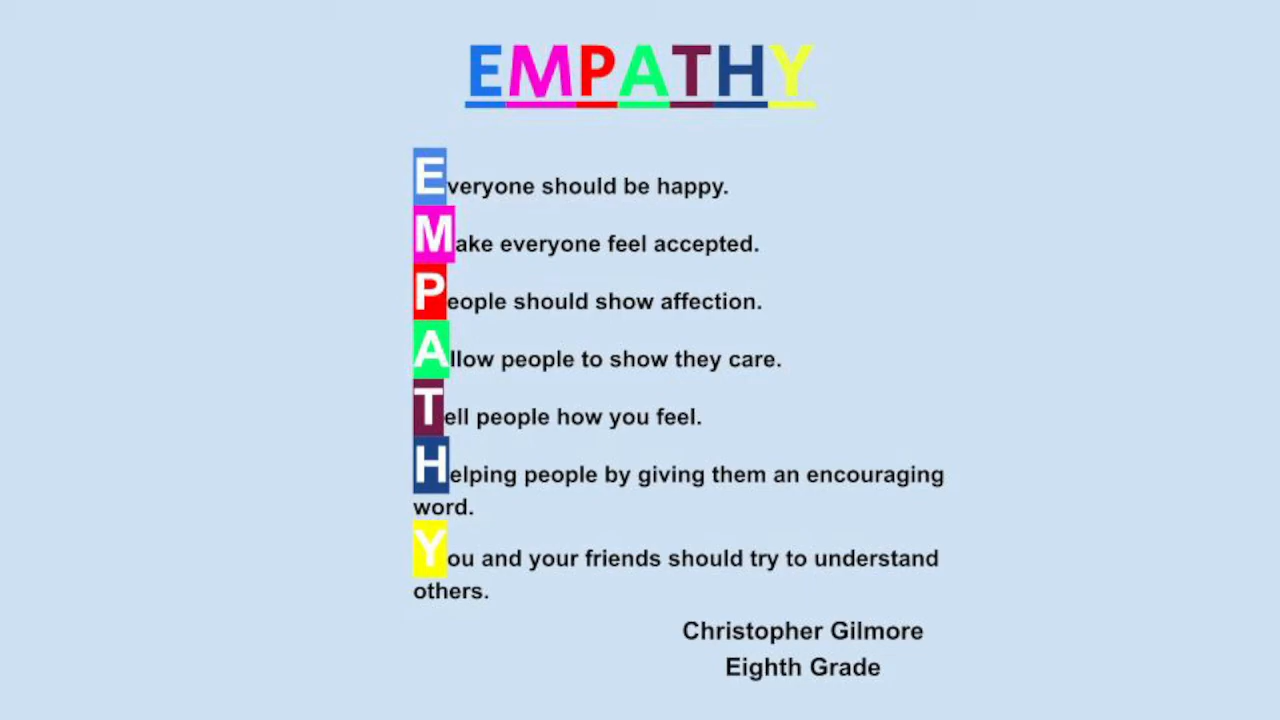 EMPATHY
Everyone should be happy.
Make everyone feel accepted.
People should show affection.
Allow people to show they care.
Tell people how you feel.
Helping people by giving them an encouraging
word.
You and your friends should try to understand
others.
Christopher Gilmore
Eighth Grade